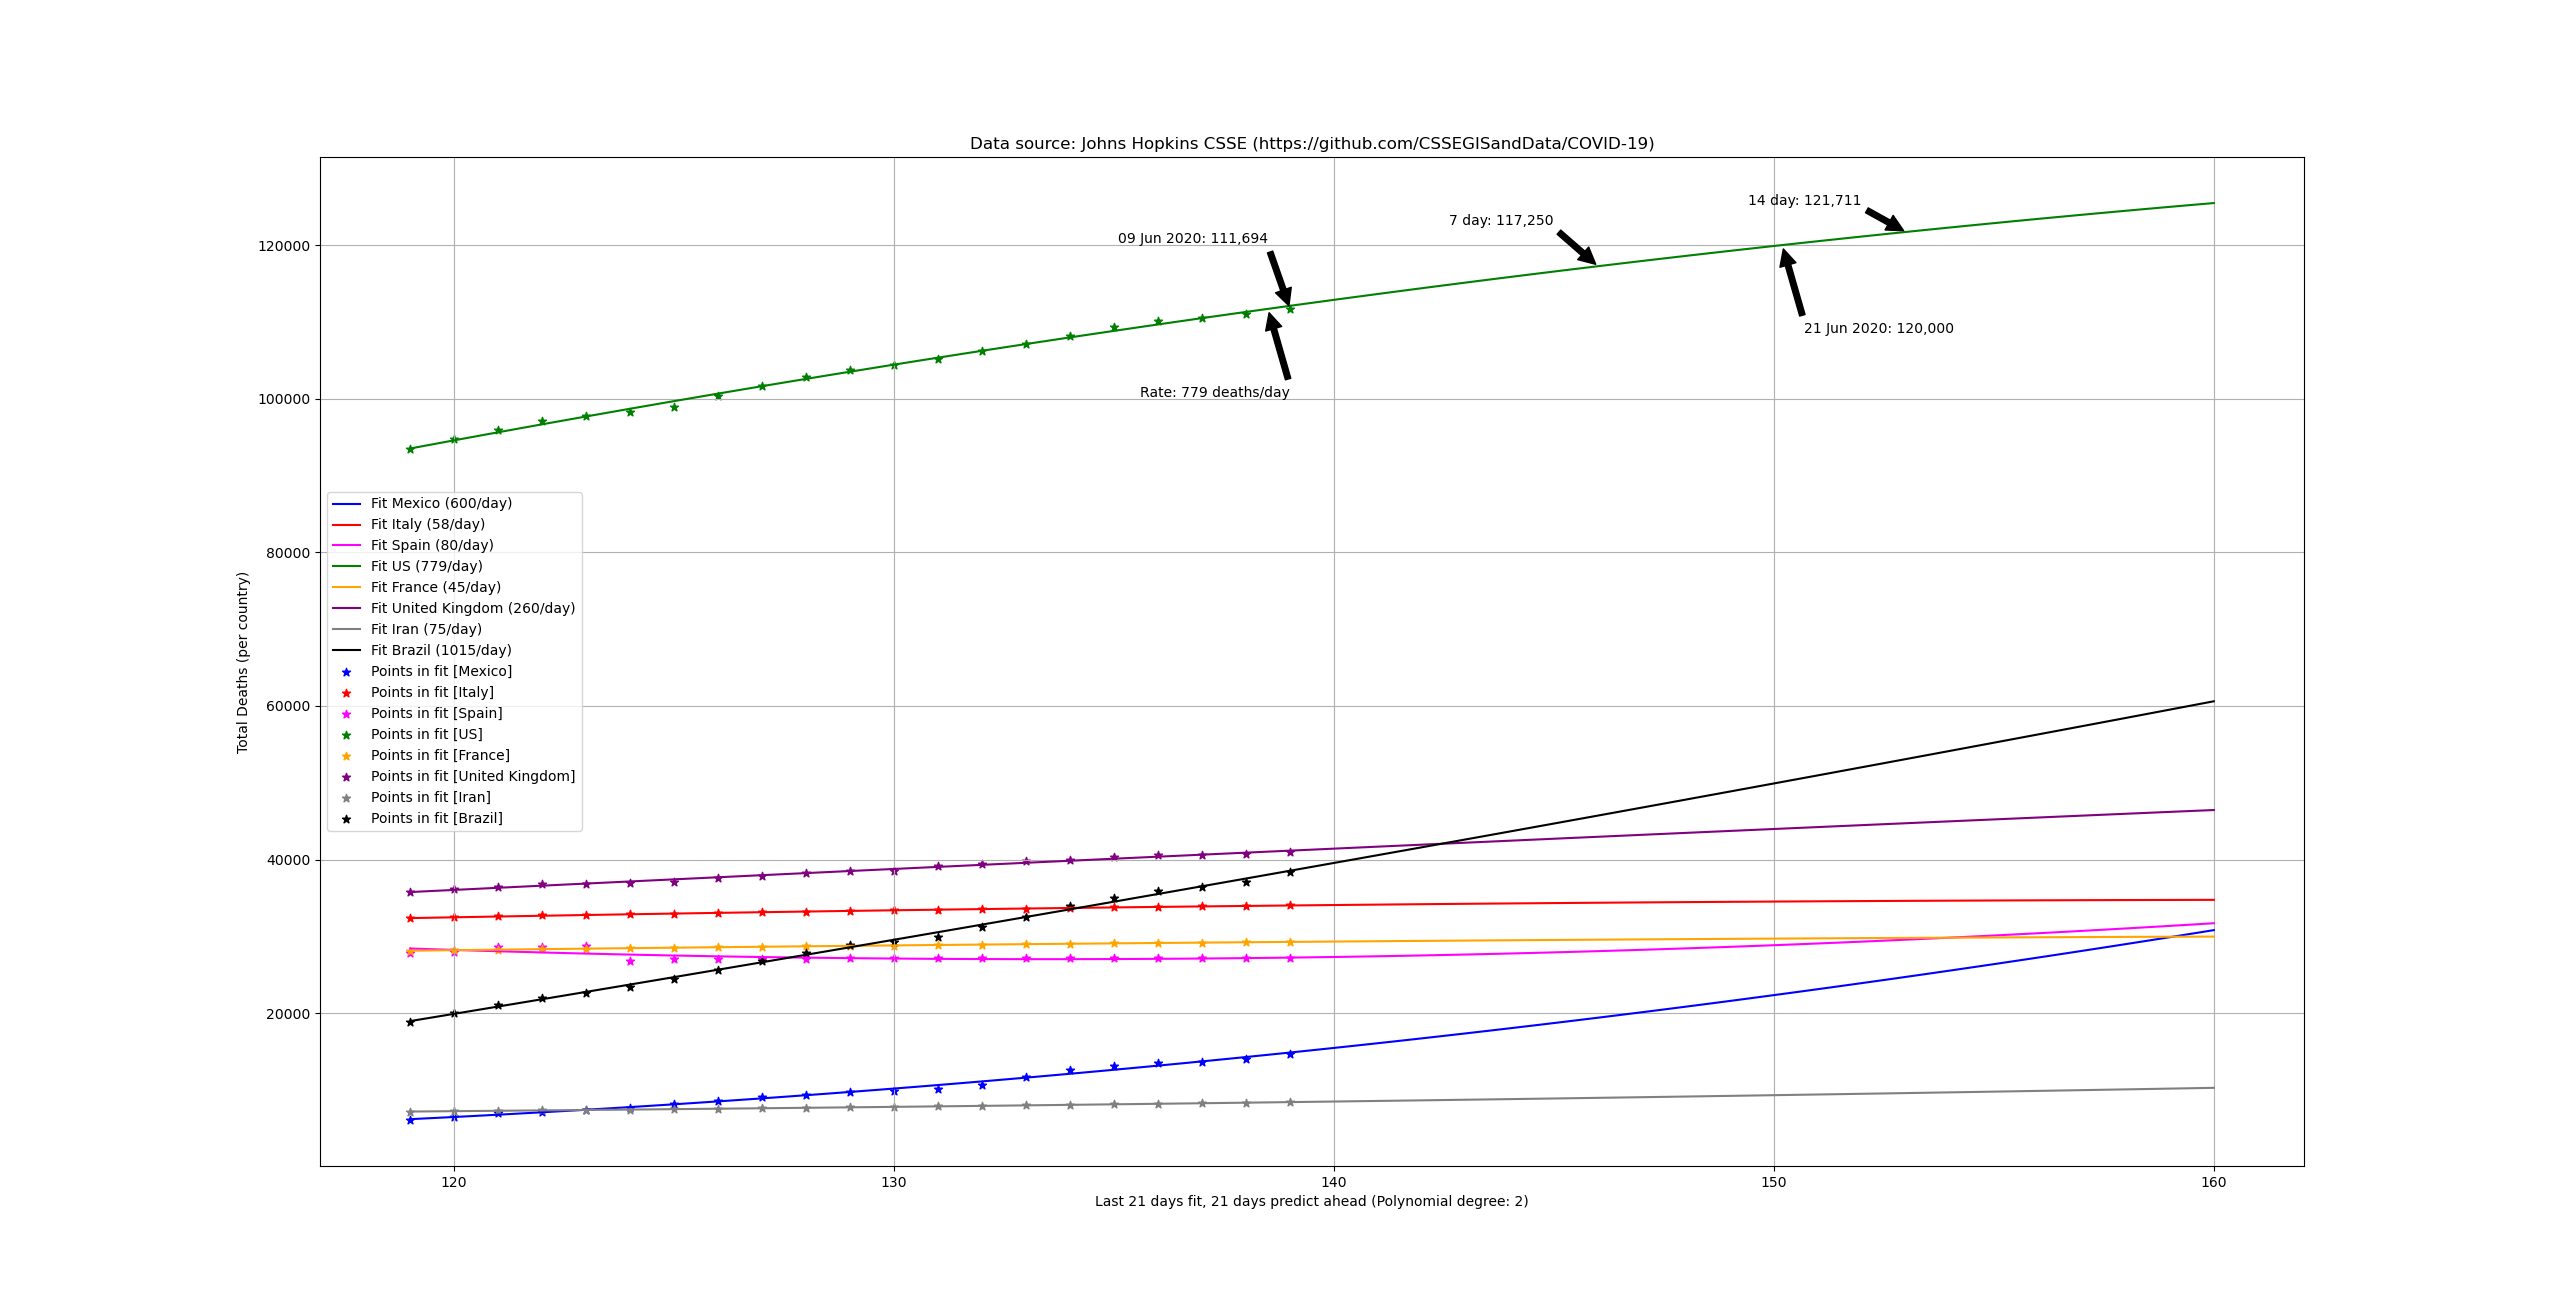 Data source: Johns Hopkins CSSE (https://github.com/CSSEGISandData/COVID-19)
14 day: 121,711
7 day: 117,250
09 Jun 2020: 111,694
120000
21 Jun 2020: 120,000
Rate: 779 deaths/day
100000
80000
60000
40000
20000
Total Deaths (per country)
Fit Mexico (600/day)
Fit Italy (58/day)
Fit Spain (80/day)
Fit US (779/day)
Fit France (45/day)
Fit United Kingdom (260/day)
Fit Iran (75/day)
Fit Brazil (1015/day)
Points in fit [Mexico]
Points in fit [Italy]
Points in fit [Spain]
Points in fit [US]
Points in fit [France]
Points in fit [United Kingdom]
Points in fit [Iran]
Points in fit [Brazil]
120 130 140 150 160
Last 21 days fit, 21 days predict ahead (Polynomial degree: 2)